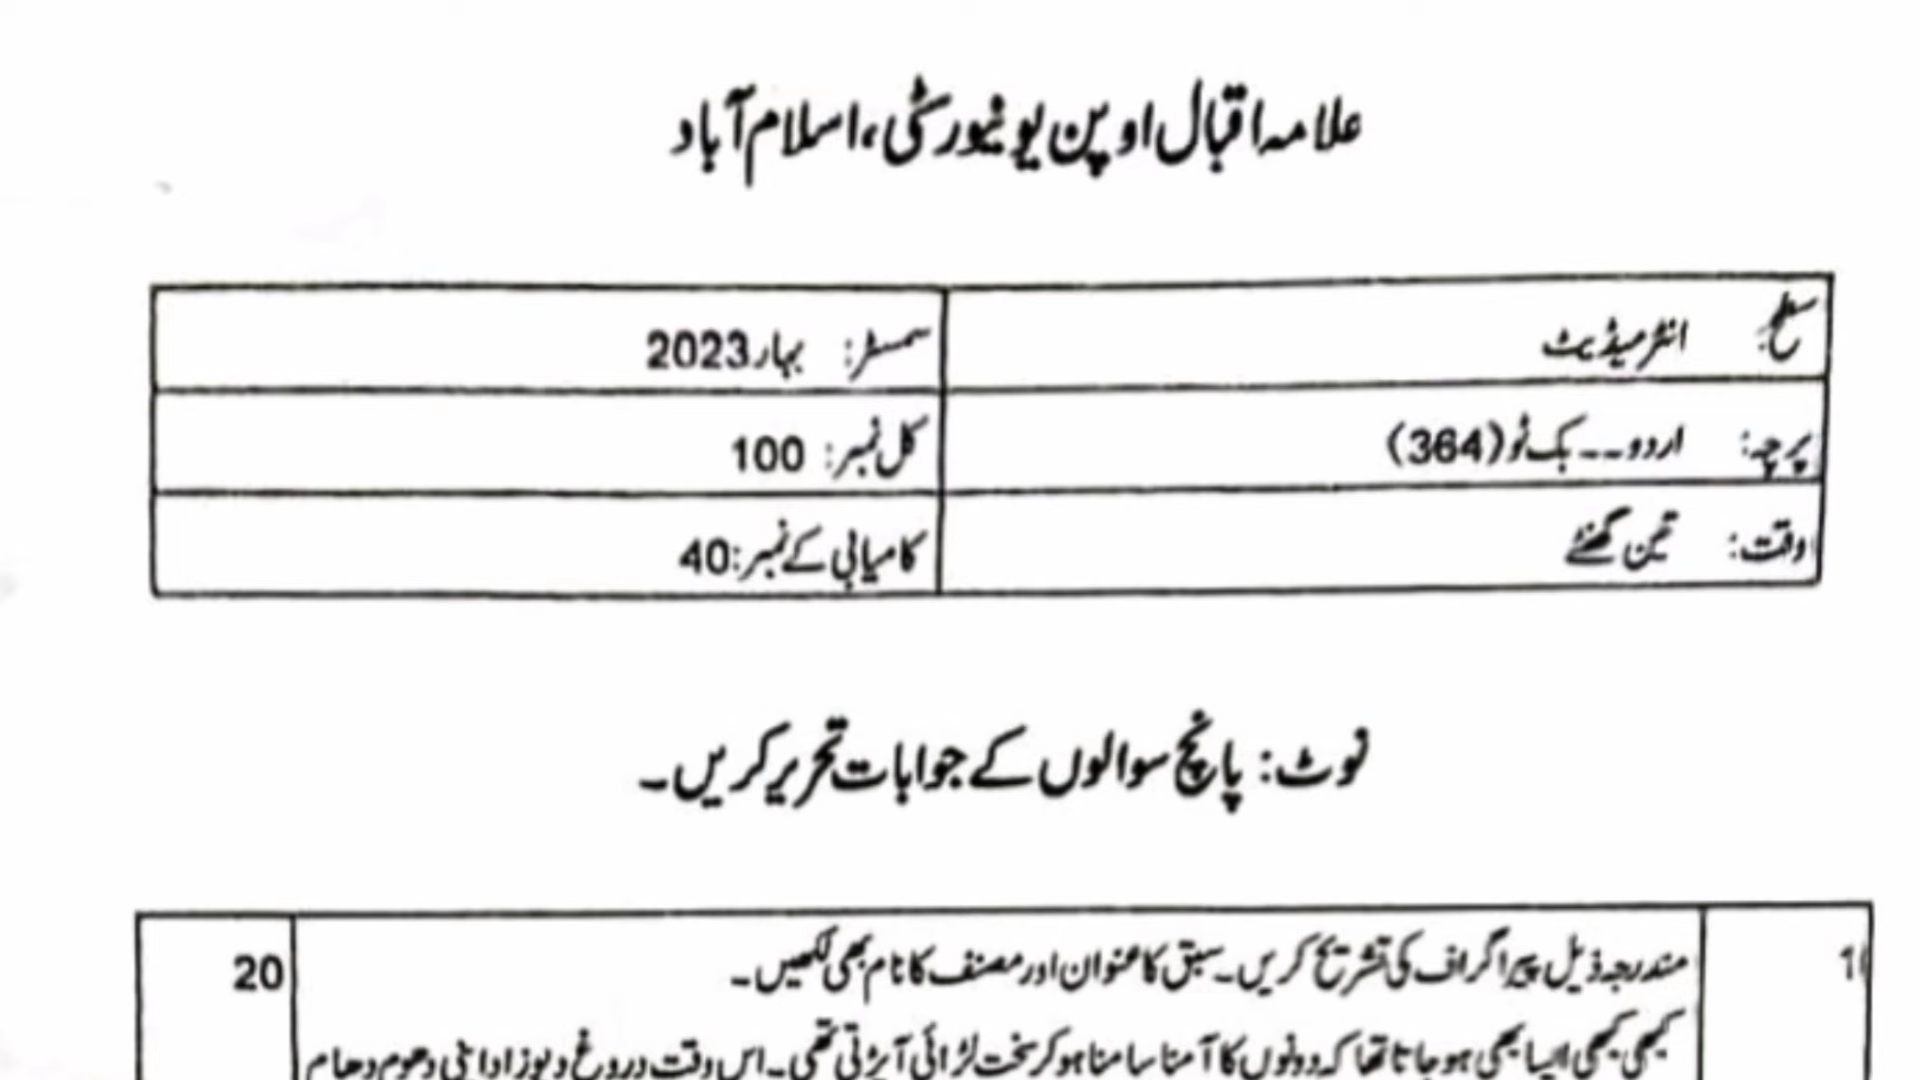 علامہ اقبال اوپن یونیورسٹی، اسلام آباد
سطح: انٹرمیڈیٹ
سمسٹر: بہار 2023
پرچہ: اردو۔۔بک ٹو (364)
کل نمبر: 100
وقت: تین گھنٹے
کامیابی کے نمبر: 40
نوٹ: پانچ سوالوں کے جوابات تحریر کریں۔
مندرجہ ذیل پیراگراف کی تشریح کریں۔ سبق کا عنوان اور مصنف کا نام بھی لکھیں۔ 20
کبھی کبھی ایسا بھی ہو جاتا تھا کہ دونوں کا آمنا سامنا ہو کر سخت لڑائی آ پڑتی تھی۔ اس وقت دروغ دیوزاد اپنی دھوم دھام